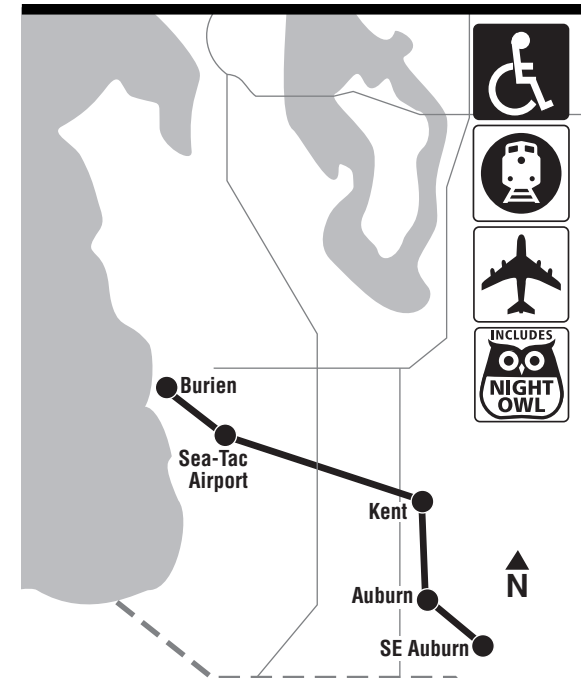 INCLUDES
NIGHT
OWL
Burien
Sea-Tac
Airport
Kent
Auburn
SE Auburn
N